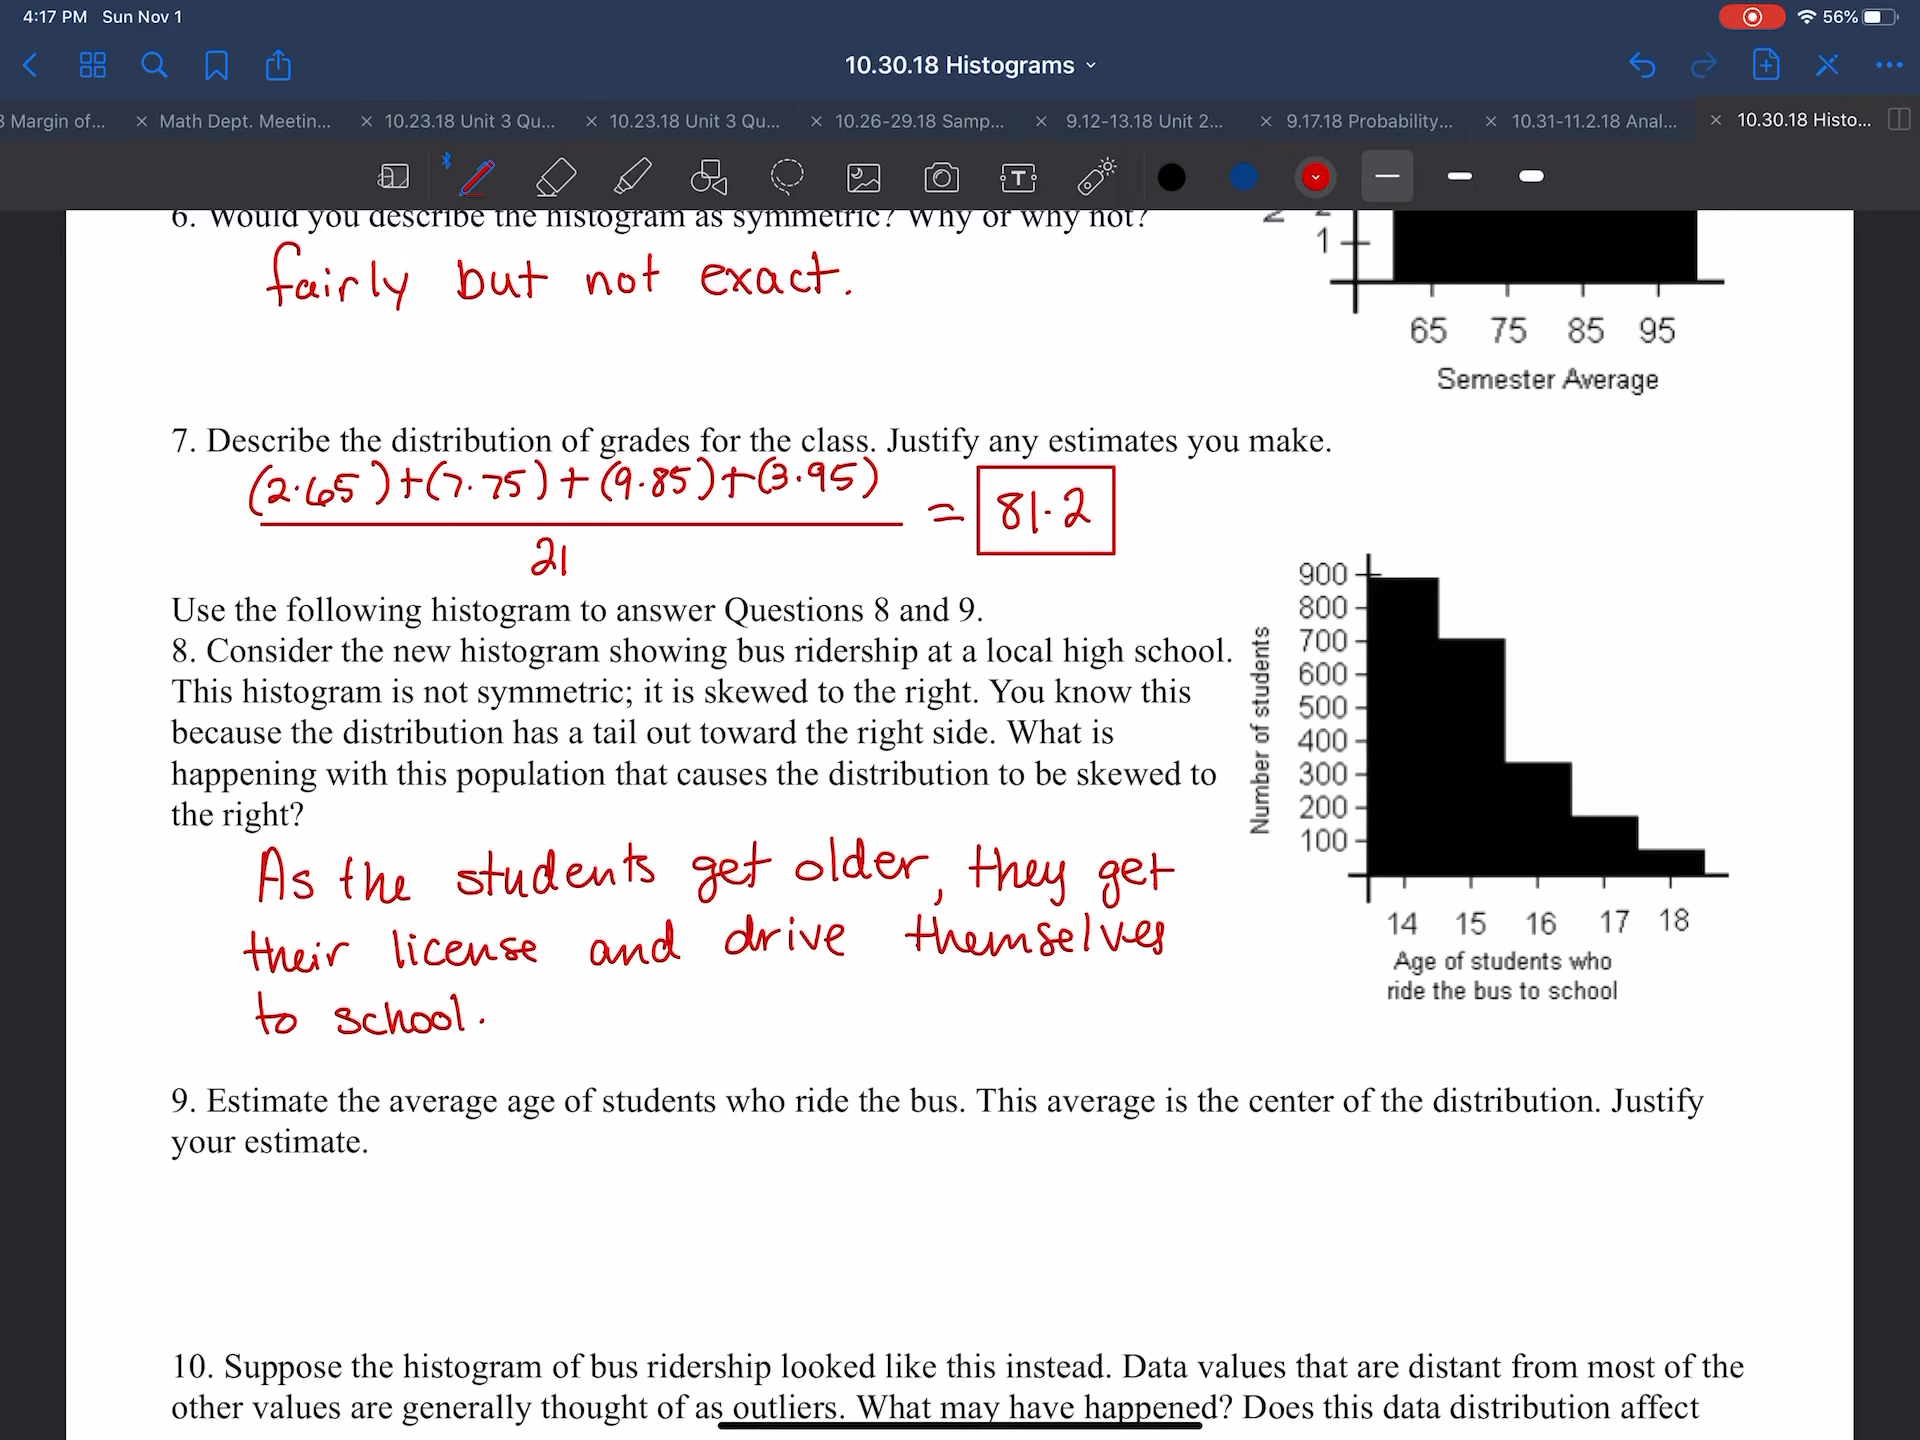 4:17 PM Sun Nov 1
56%
10.30.18 Histograms
3 Margin of...
× Math Dept. Meetin...
× 10.23.18 Unit 3 Qu...
× 10.23.18 Unit 3 Qu...
× 10.26-29.18 Samp...
× 9.12-13.18 Unit 2...
× 9.17.18 Probability...
× 10.31-11.2.18 Anal...
× 10.30.18 Histo...
T
6. Would you describe the histogram as symmetric? Why or why not?
fairly but not exact.
2
1
65 75 85 95
Semester Average
7. Describe the distribution of grades for the class. Justify any estimates you make.
(2·65)+(7·75)+(9·85)+(3·95)
21
= 81.2
Use the following histogram to answer Questions 8 and 9.
8. Consider the new histogram showing bus ridership at a local high school.
This histogram is not symmetric; it is skewed to the right. You know this
because the distribution has a tail out toward the right side. What is
happening with this population that causes the distribution to be skewed to
the right?
As the students get older, they get
their license and drive themselves
to school.
Number of students
900
800
700
600
500
400
300
200
100
14 15 16 17 18
Age of students who
ride the bus to school
9. Estimate the average age of students who ride the bus. This average is the center of the distribution. Justify
your estimate.
10. Suppose the histogram of bus ridership looked like this instead. Data values that are distant from most of the
other values are generally thought of as outliers. What may have happened? Does this data distribution affect